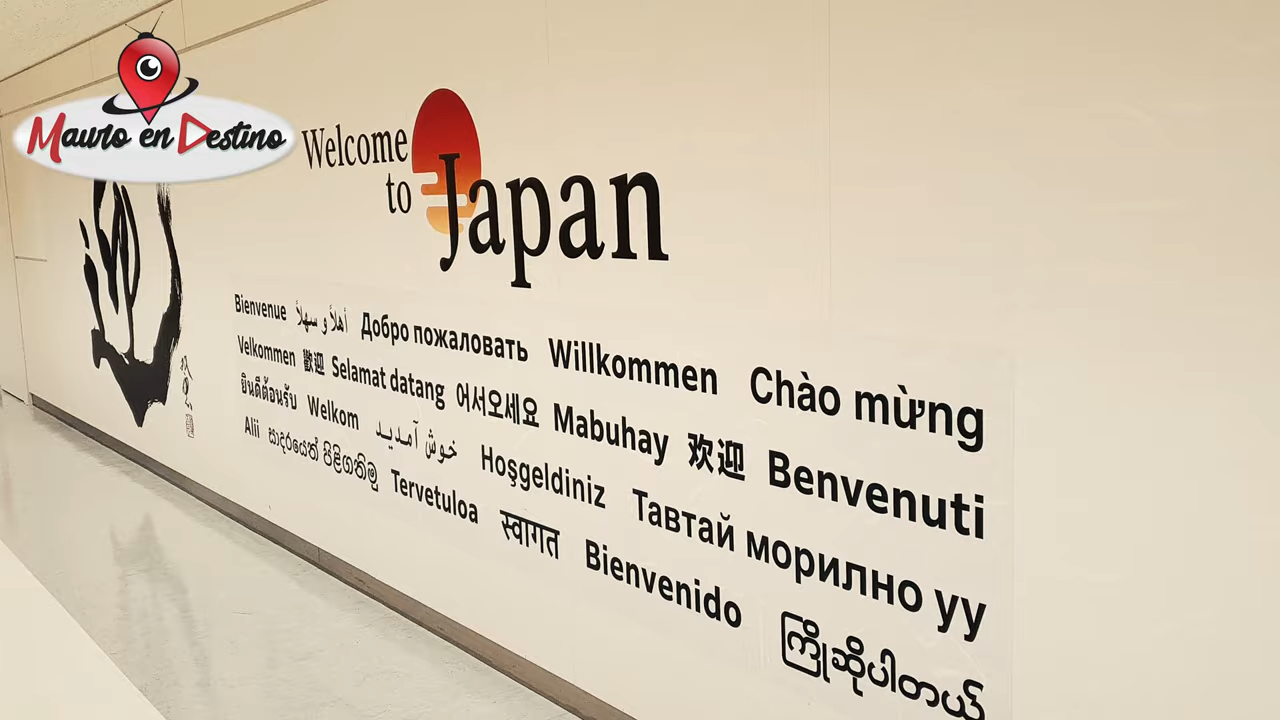 Mauro en Destino
Welcome
to Japan
Bienvenue أهلاً و سهلاً Добро пожаловать Willkommen Chào mừng
Velkommen 歡迎 Selamat datang 어서오세요 Mabuhay 欢迎 Benvenuti
ยินดีต้อนรับ Welkom خوش آمدید Hoşgeldiniz Тавтай морилно уу
Alii සාදරයෙන් පිළිගනිමු Tervetuloa स्वागत Bienvenido ကြိုဆိုပါတယ်